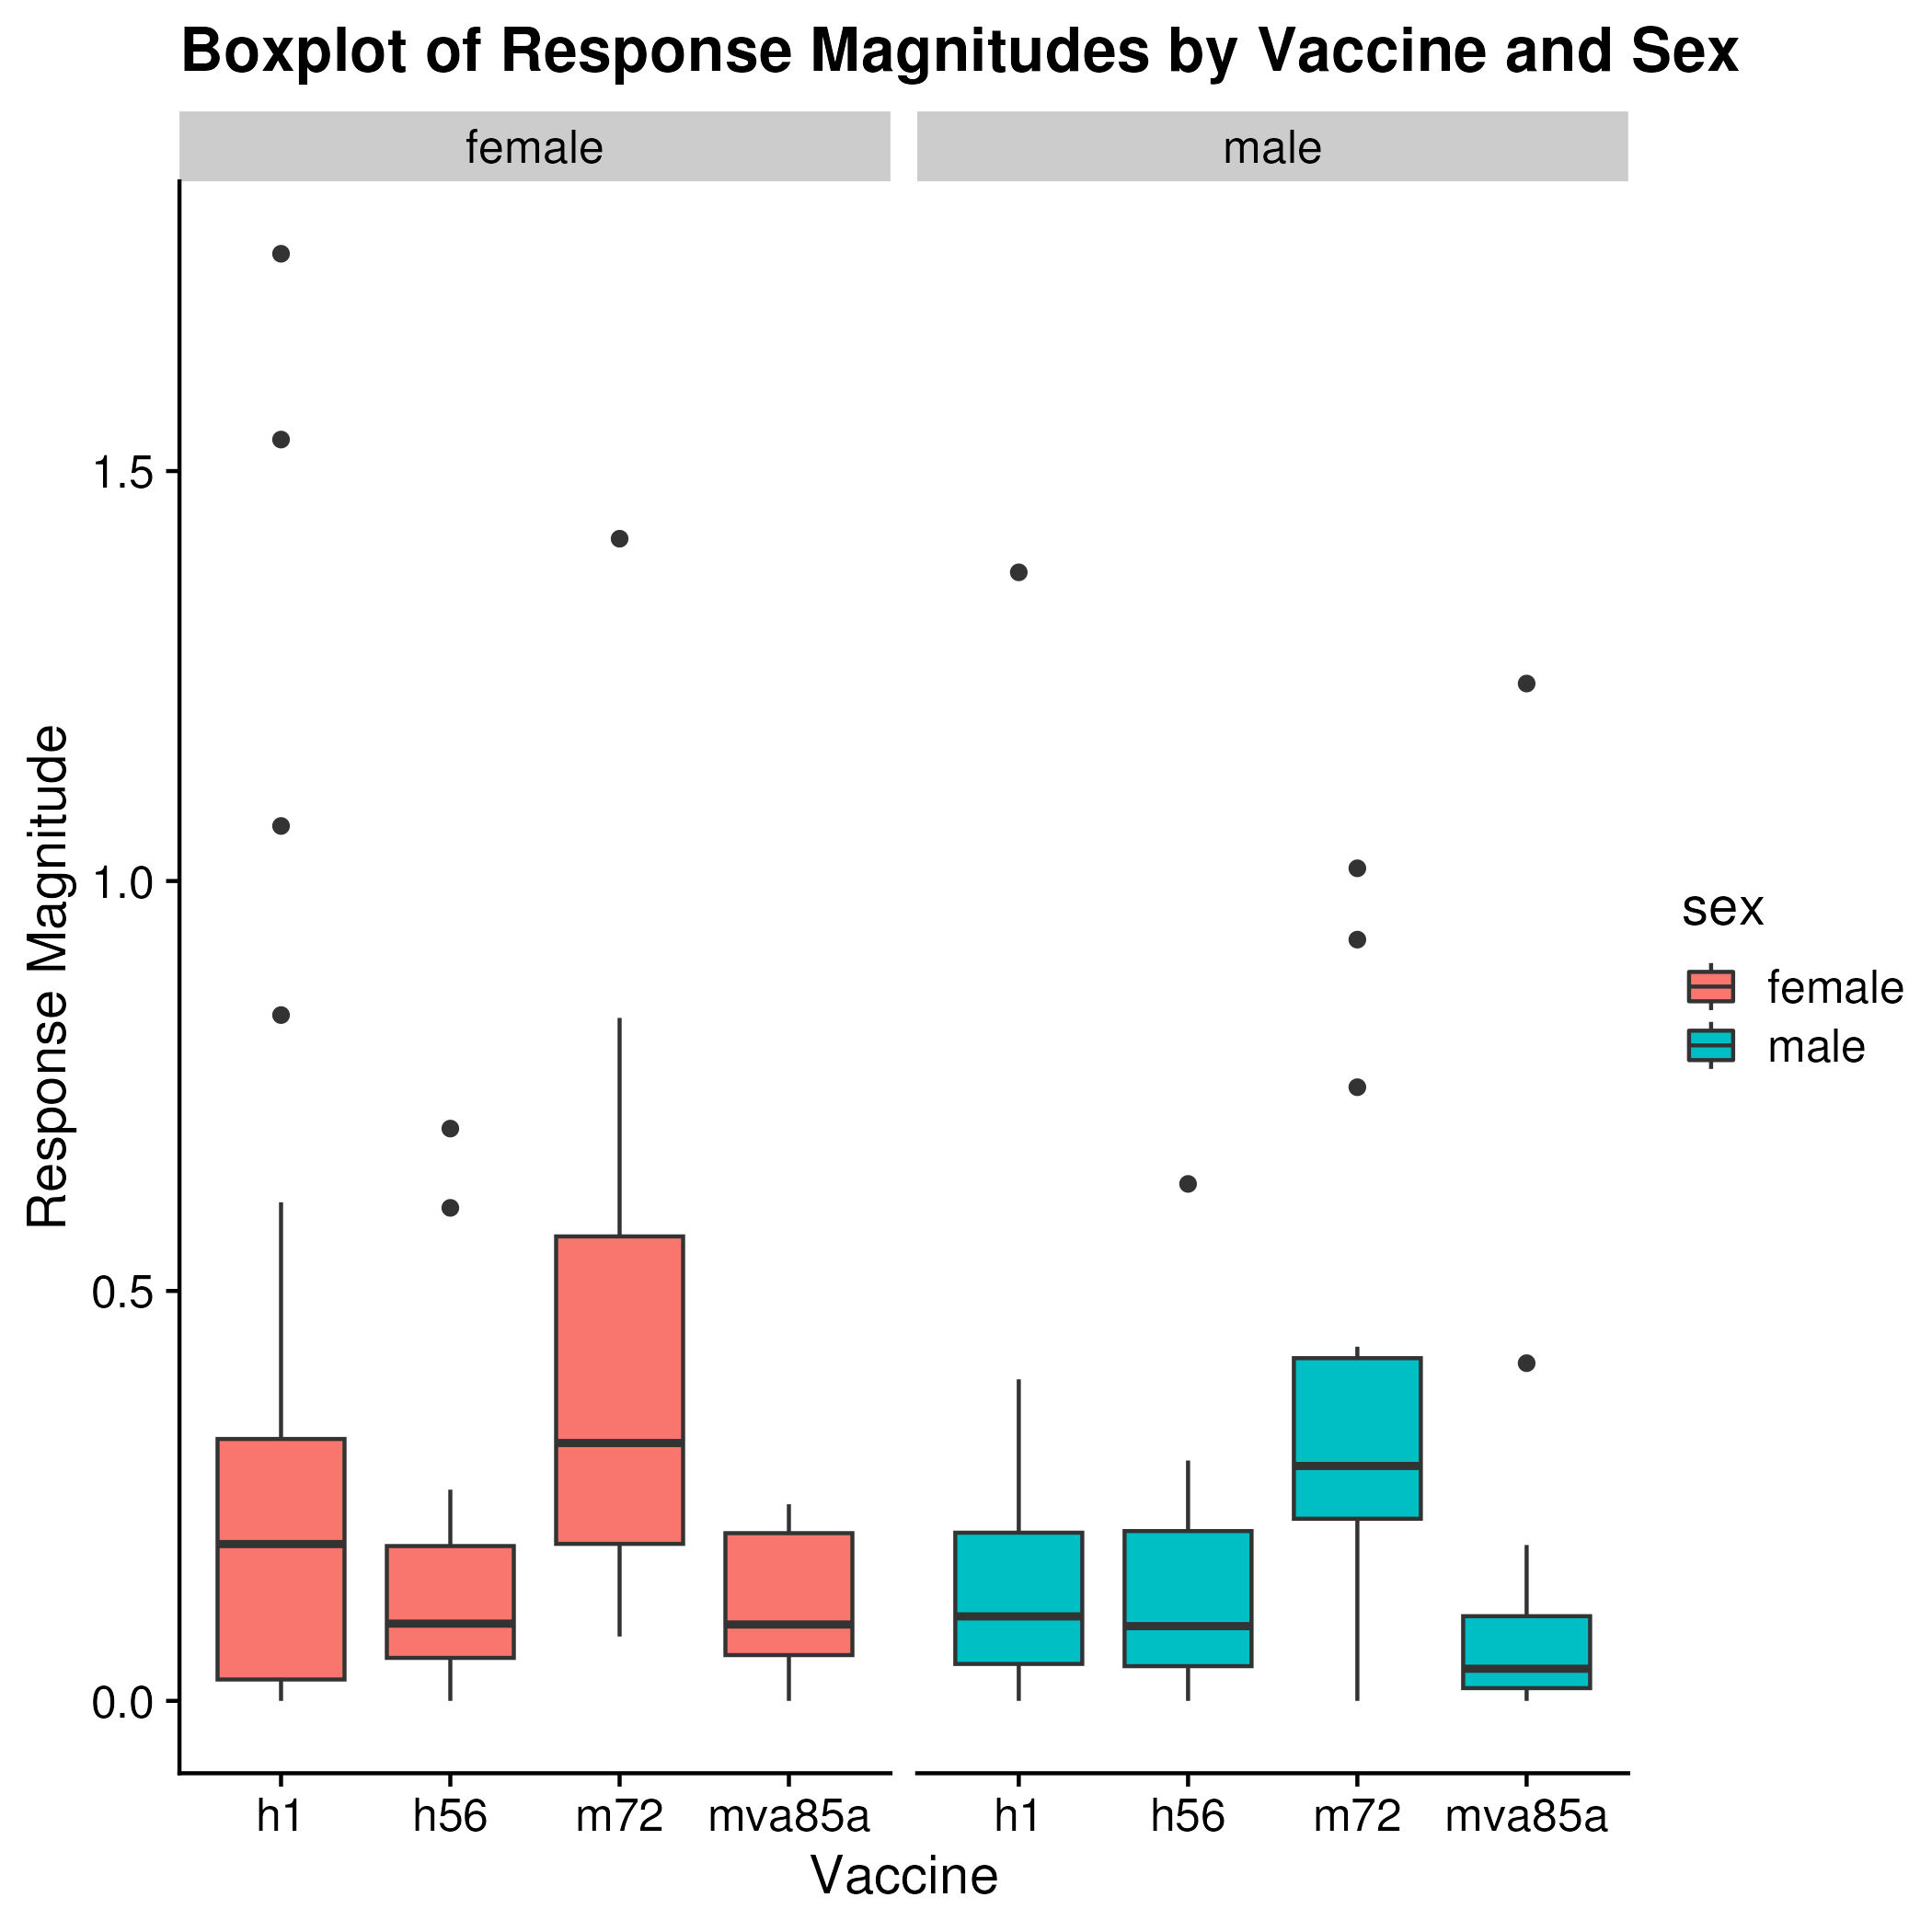 Boxplot of Response Magnitudes by Vaccine and Sex
female male
1.5
1.0
0.5
0.0
Response Magnitude
h1 h56 m72 mva85a h1 h56 m72 mva85a
Vaccine
sex
female
male